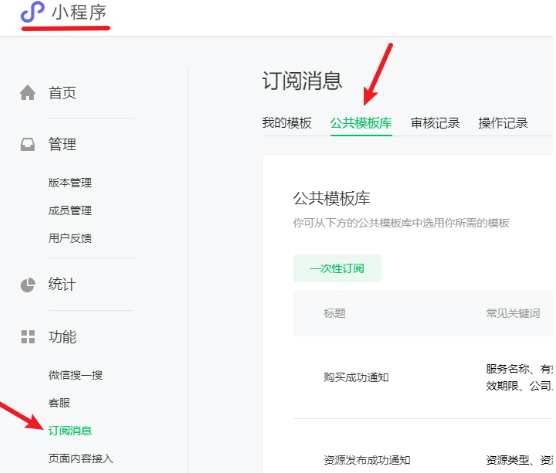 小程序
首页
管理
版本管理
成员管理
用户反馈
统计
功能
微信搜一搜
客服
订阅消息
页面内容接入
订阅消息
我的模板 公共模板库 审核记录 操作记录
公共模板库
你可从下方的公共模板库中选用你所需的模板
一次性订阅
标题 常见关键词
购买成功通知 服务名称、有
效期限、公司、
资源发布成功通知 资源类型、资